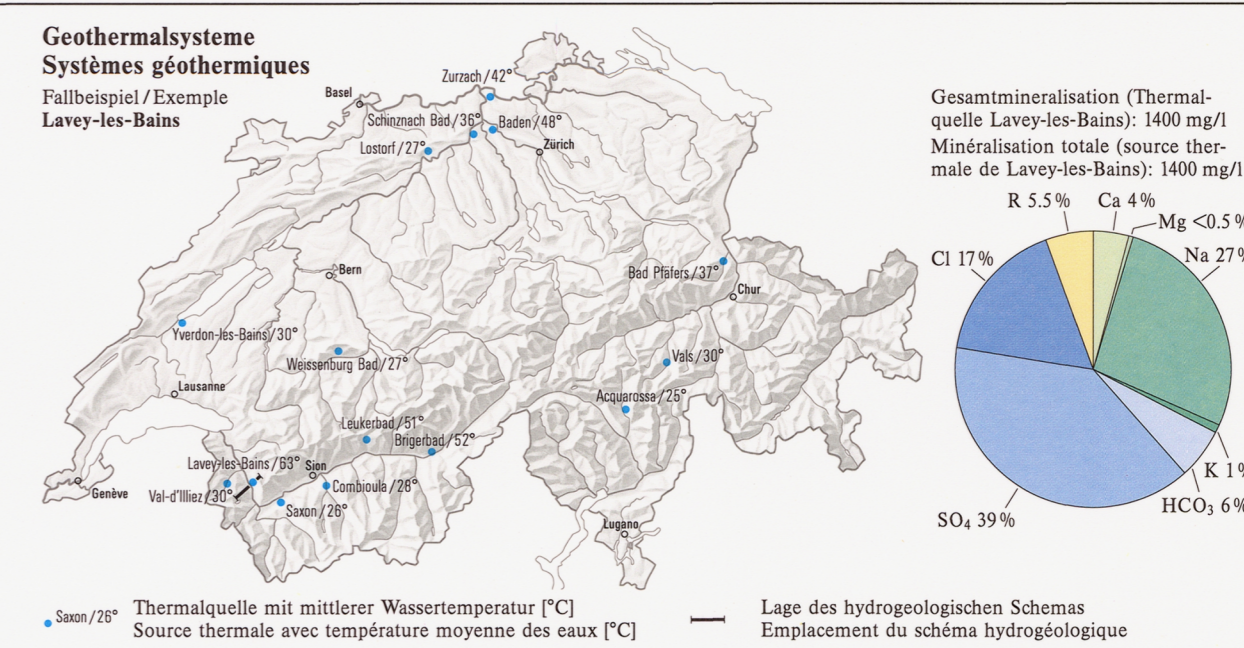 Geothermalsysteme
Systèmes géothermiques
Fallbeispiel / Exemple
Lavey-les-Bains
Zurzach/42°
Basel
Schinznach Bad/36°
Baden/48°
Lostorf/27°
Zürich
Bern
Bad Pfäfers/37°
Chur
Yverdon-les-Bains/30°
Weissenburg Bad/27°
Vals/30°
Lausanne
Acquarossa/25°
Leukerbad/51°
Brigerbad/52°
Lavey-les-Bains/63°
Sion
Genève
Val-d'Illiez/30°
Combioula/28°
Saxon/26°
Lugano
Gesamtmineralisation (Thermal-
quelle Lavey-les-Bains): 1400 mg/l
Minéralisation totale (source ther-
male de Lavey-les-Bains): 1400 mg/l
R 5.5%
Ca 4%
Mg <0.5%
Cl 17%
Na 27%
K 1%
HCO₃ 6%
SO₄ 39%
Saxon/26°
Thermalquelle mit mittlerer Wassertemperatur [°C]
Source thermale avec température moyenne des eaux [°C]
Lage des hydrogeologischen Schemas
Emplacement du schéma hydrogéologique